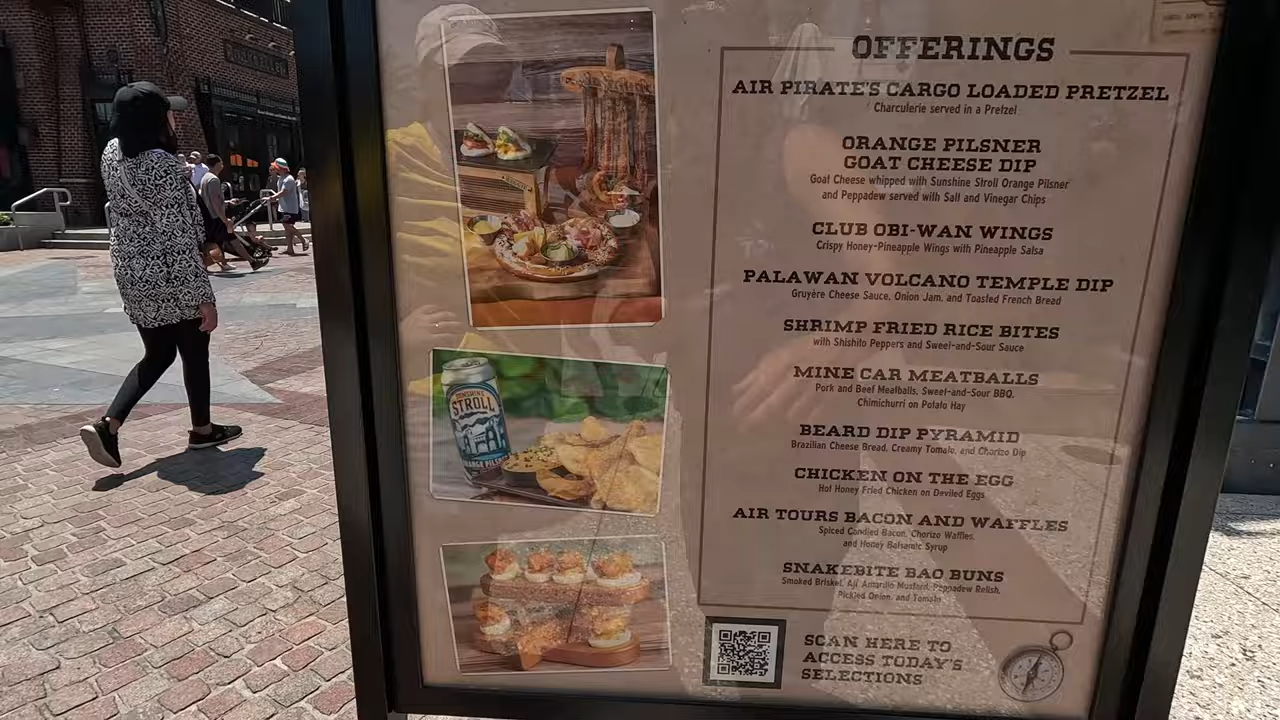 OFFERINGS
AIR PIRATE'S CARGO LOADED PRETZEL
Charcuterie served in a Pretzel
ORANGE PILSNER
GOAT CHEESE DIP
Goat Cheese whipped with Sunshine Stroll Orange Pilsner
and Peppadew served with Salt and Vinegar Chips
CLUB OBI-WAN WINGS
Crispy Honey-Pineapple Wings with Pineapple Salsa
PALAWAN VOLCANO TEMPLE DIP
Gruyère Cheese Sauce, Onion Jam, and Toasted French Bread
SHRIMP FRIED RICE BITES
with Shishito Peppers and Sweet-and-Sour Sauce
MINE CAR MEATBALLS
Pork and Beef Meatballs, Sweet-and-Sour BBQ,
Chimichurri on Potato Hay
BEARD DIP PYRAMID
Brazilian Cheese Bread, Creamy Tomato, and Chorizo Dip
CHICKEN ON THE EGG
Hot Honey Fried Chicken on Deviled Eggs
AIR TOURS BACON AND WAFFLES
Spiced Candied Bacon, Chorizo Waffles,
and Honey Balsamic Syrup
SNAKEBITE BAO BUNS
Smoked Brisket, Aji Amarillo Mustard, Peppadew Relish,
Pickled Onion, and Tomato
SCAN HERE TO
ACCESS TODAY'S
SELECTIONS
SUNSHINE
STROLL
ORANGE PILSNER